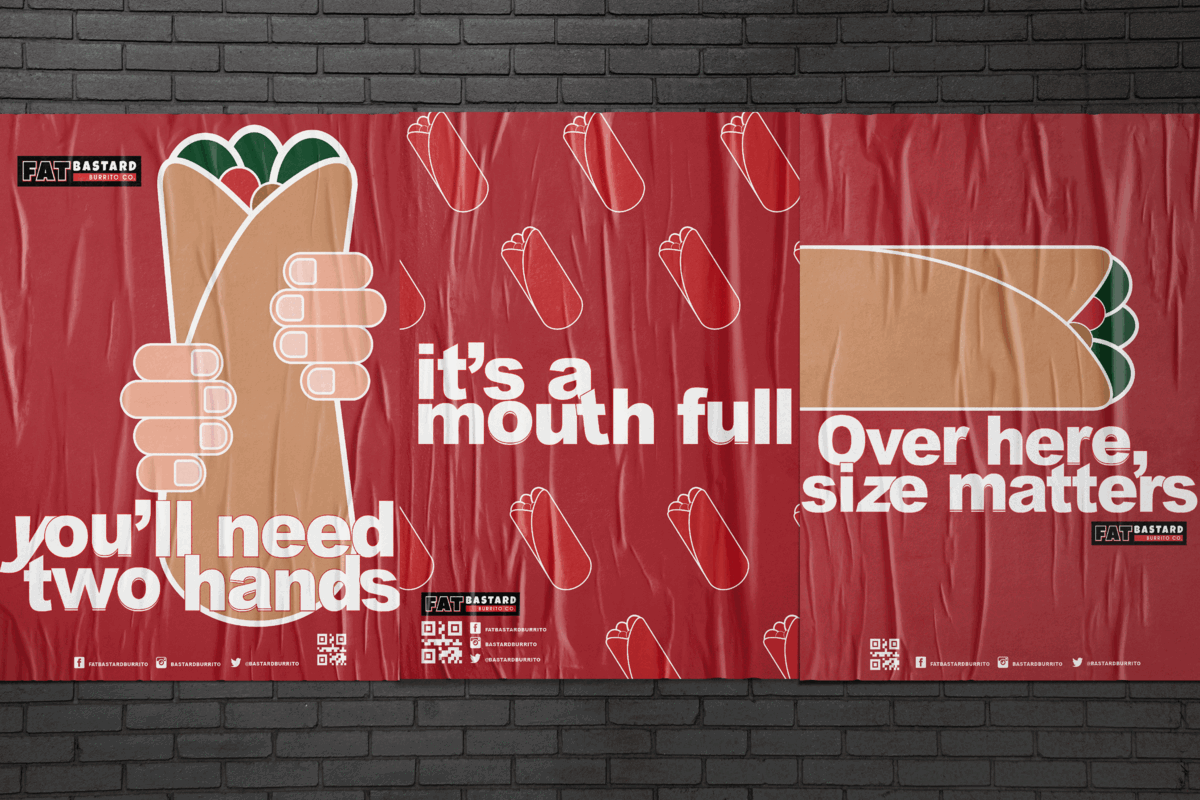 FAT BASTARD
BURRITO CO.
you'll need
two hands
FATBASTARDBURRITO
BASTARDBURRITO
@BASTARDBURRITO
it's a
mouth full
FAT BASTARD
BURRITO CO.
FATBASTARDBURRITO
BASTARDBURRITO
@BASTARDBURRITO
Over here,
size matters
FAT BASTARD
BURRITO CO.
FATBASTARDBURRITO
BASTARDBURRITO
@BASTARDBURRITO